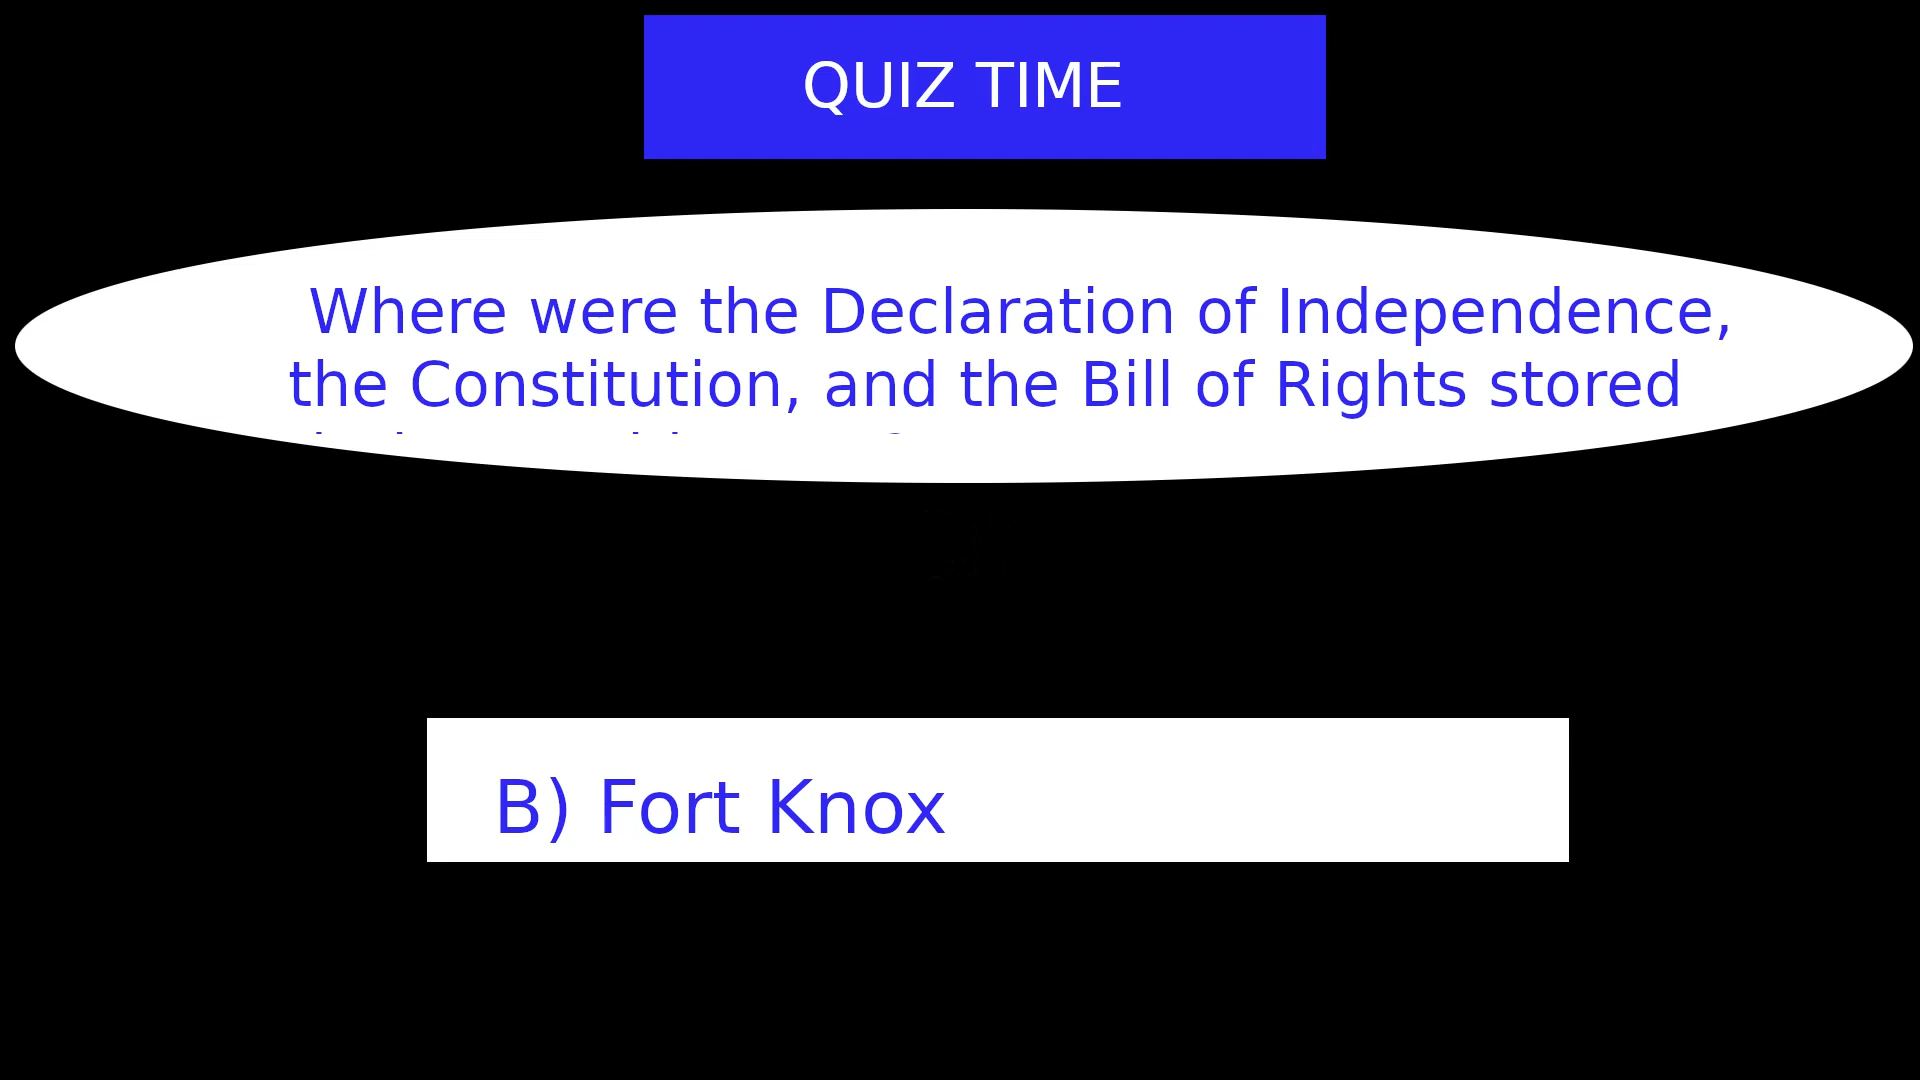 QUIZ TIME
Where were the Declaration of Independence,
the Constitution, and the Bill of Rights stored
B) Fort Knox